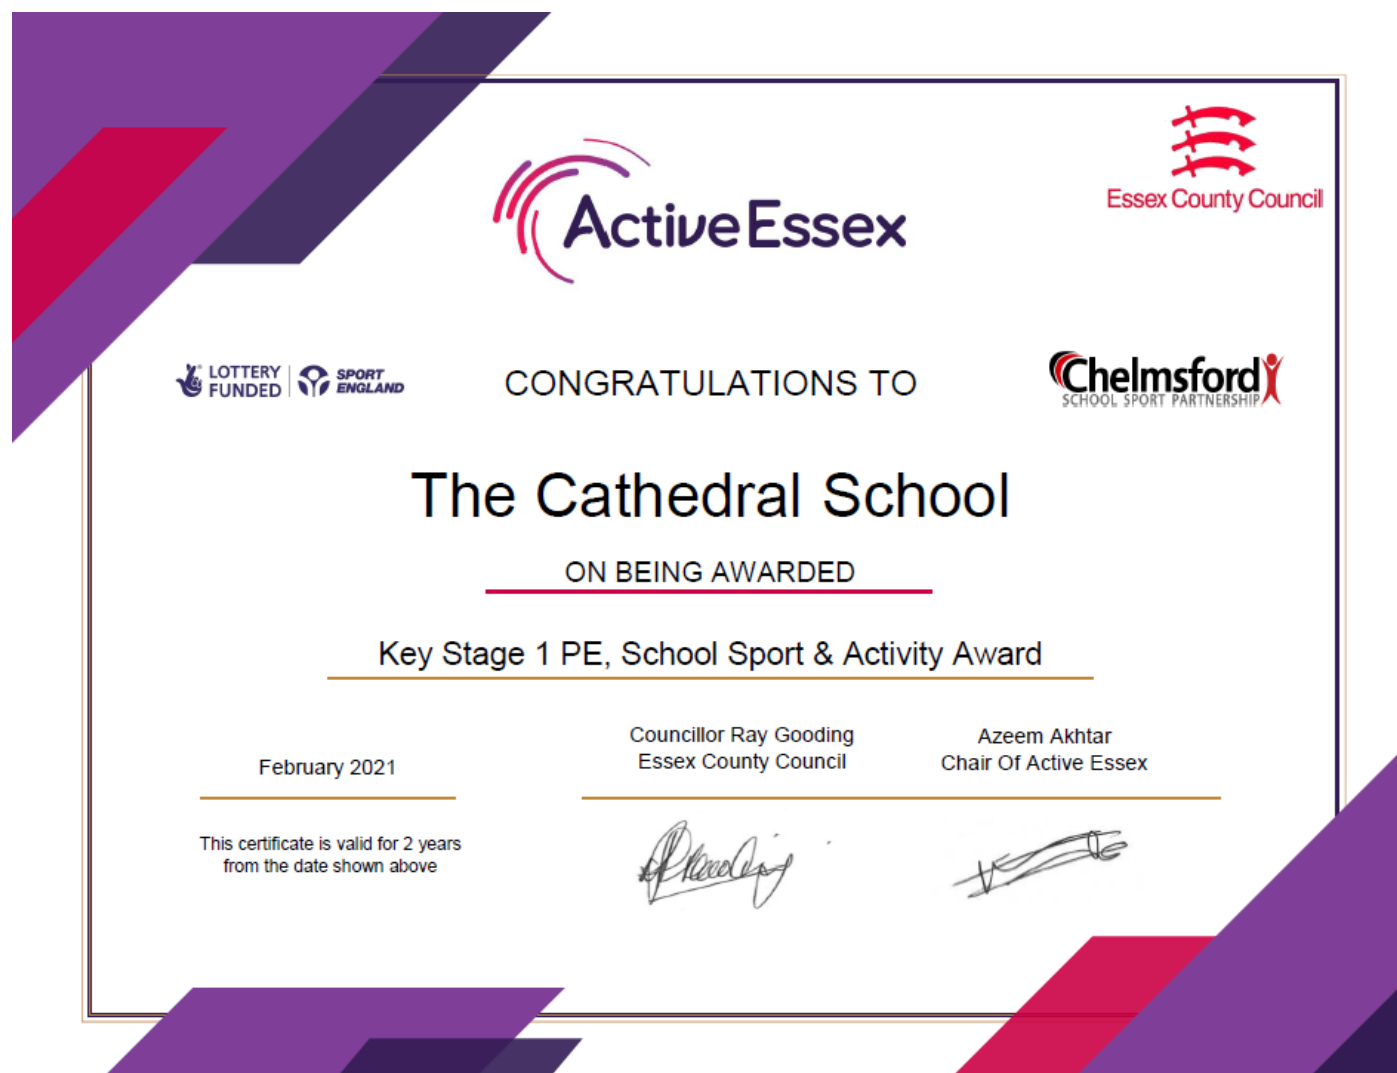 ActiveEssex
Essex County Council
LOTTERY FUNDED
SPORT ENGLAND
CONGRATULATIONS TO
Chelmsford
SCHOOL SPORT PARTNERSHIP
The Cathedral School
ON BEING AWARDED
Key Stage 1 PE, School Sport & Activity Award
February 2021
Councillor Ray Gooding
Essex County Council
Azeem Akhtar
Chair Of Active Essex
This certificate is valid for 2 years
from the date shown above